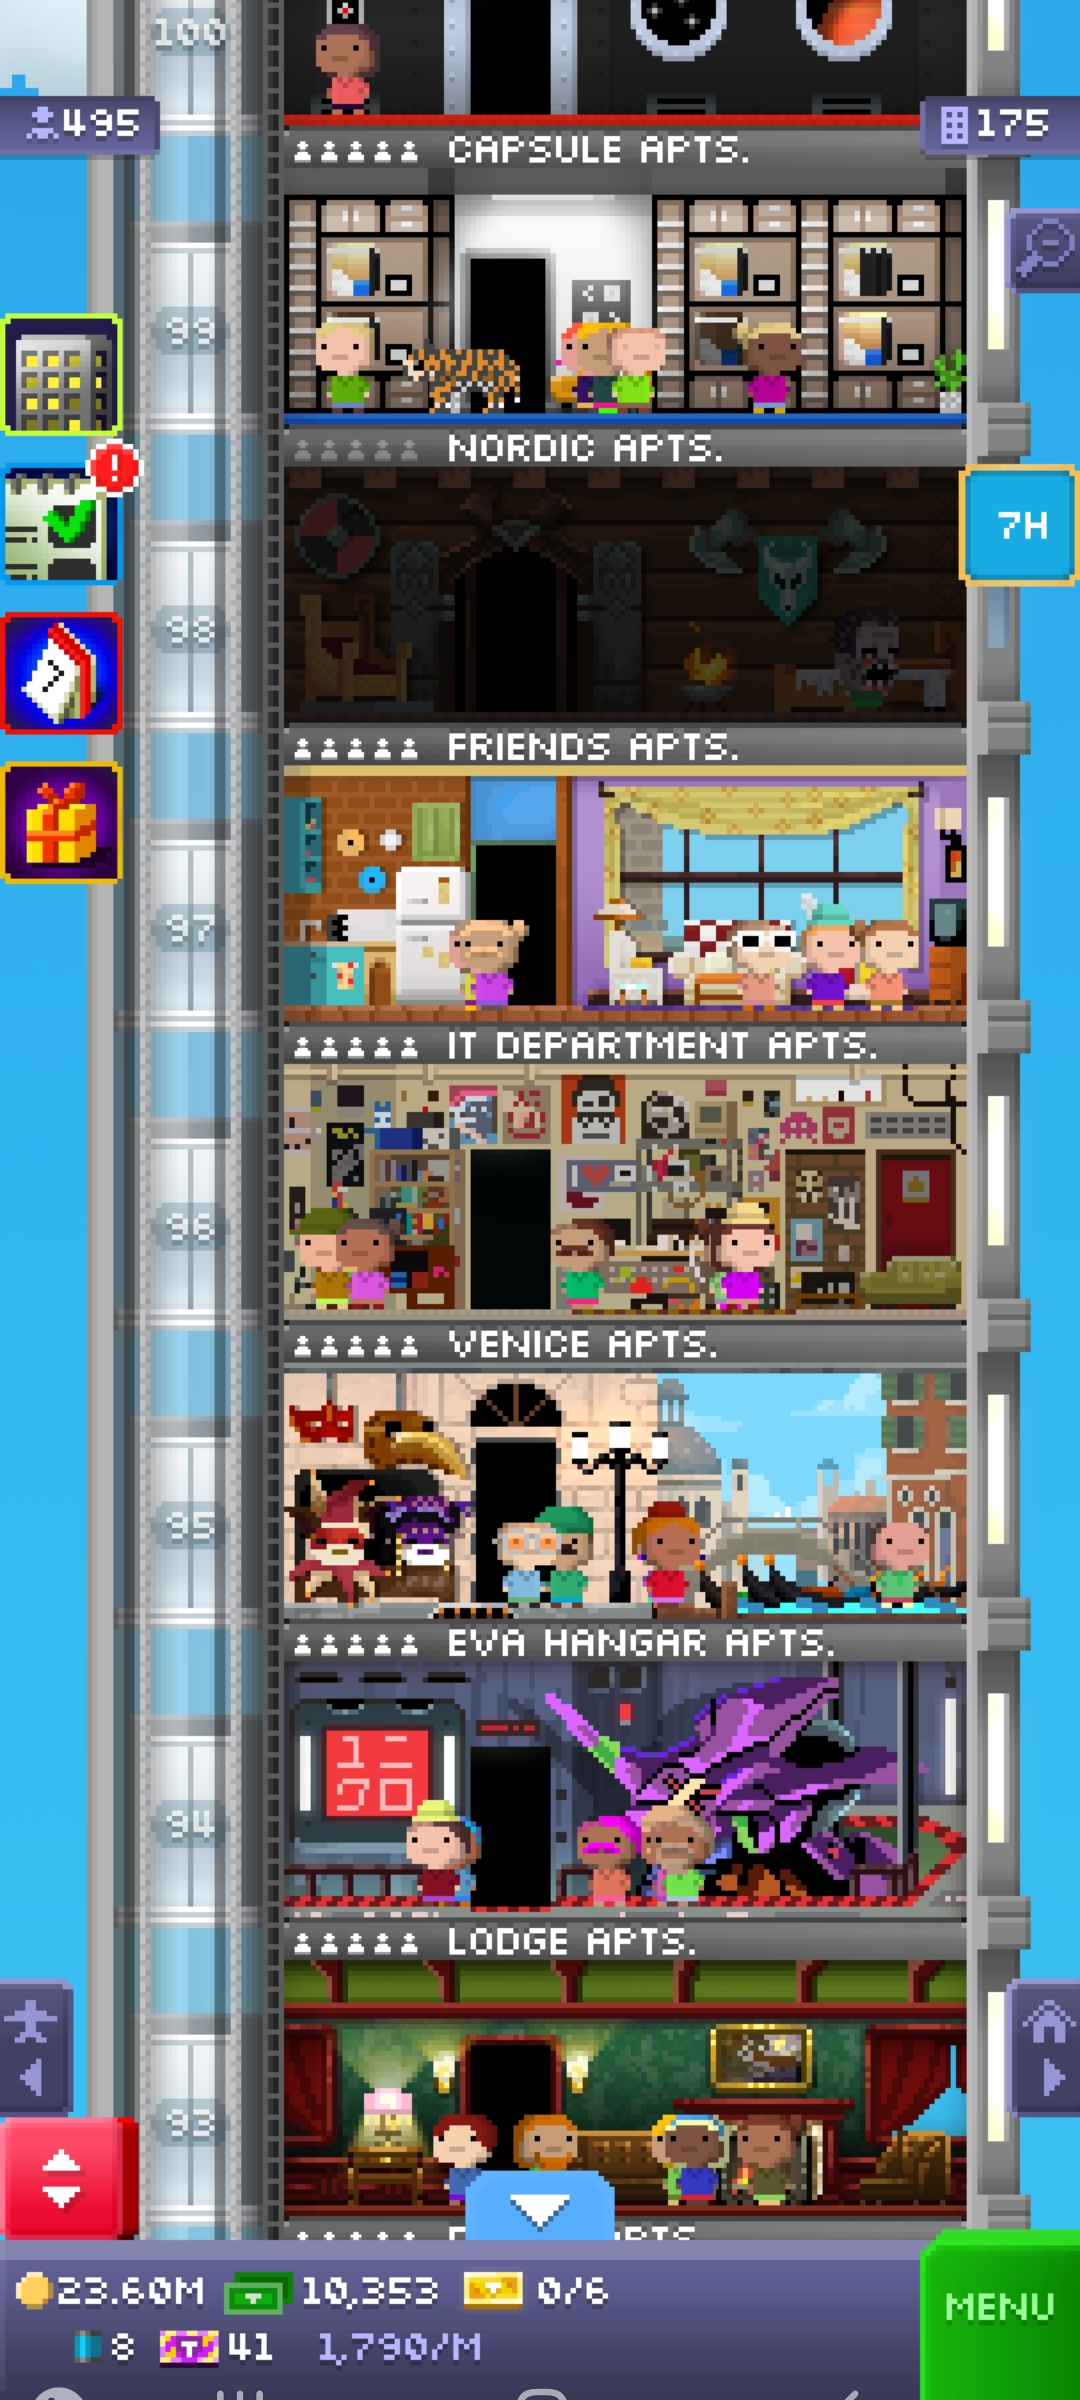 100
495
175
CAPSULE APTS.
99
NORDIC APTS.
7H
98
FRIENDS APTS.
97
IT DEPARTMENT APTS.
96
VENICE APTS.
95
EVA HANGAR APTS.
94
LODGE APTS.
93
23.60M 10,353 0/6
8 41 1,790/M
MENU